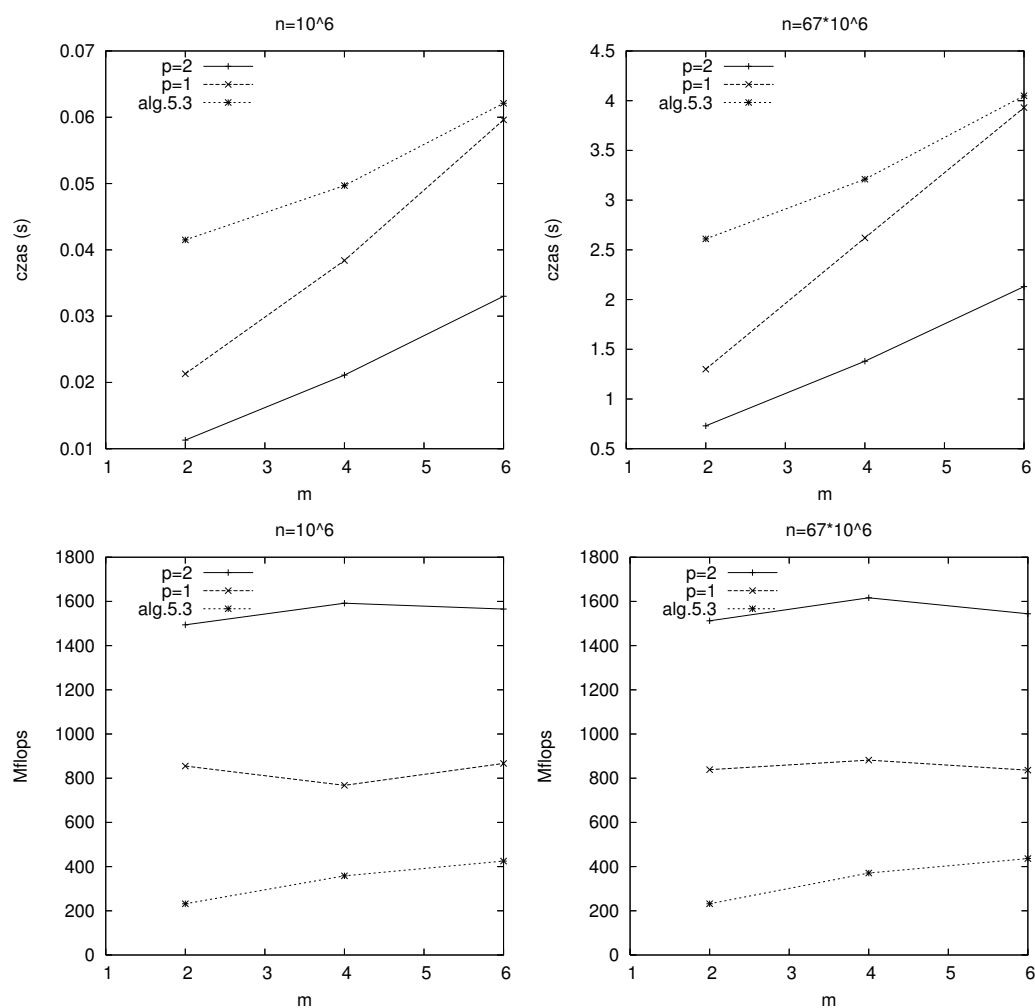 n=10^6
0.07
0.06
0.05
0.04
0.03
0.02
0.01
czas (s)
p=2
p=1
alg.5.3
1 2 3 4 5 6
m
n=67*10^6
4.5
4
3.5
3
2.5
2
1.5
1
0.5
czas (s)
p=2
p=1
alg.5.3
1 2 3 4 5 6
m
n=10^6
1800
1600
1400
1200
1000
800
600
400
200
0
Mflops
p=2
p=1
alg.5.3
1 2 3 4 5 6
m
n=67*10^6
1800
1600
1400
1200
1000
800
600
400
200
0
Mflops
p=2
p=1
alg.5.3
1 2 3 4 5 6
m